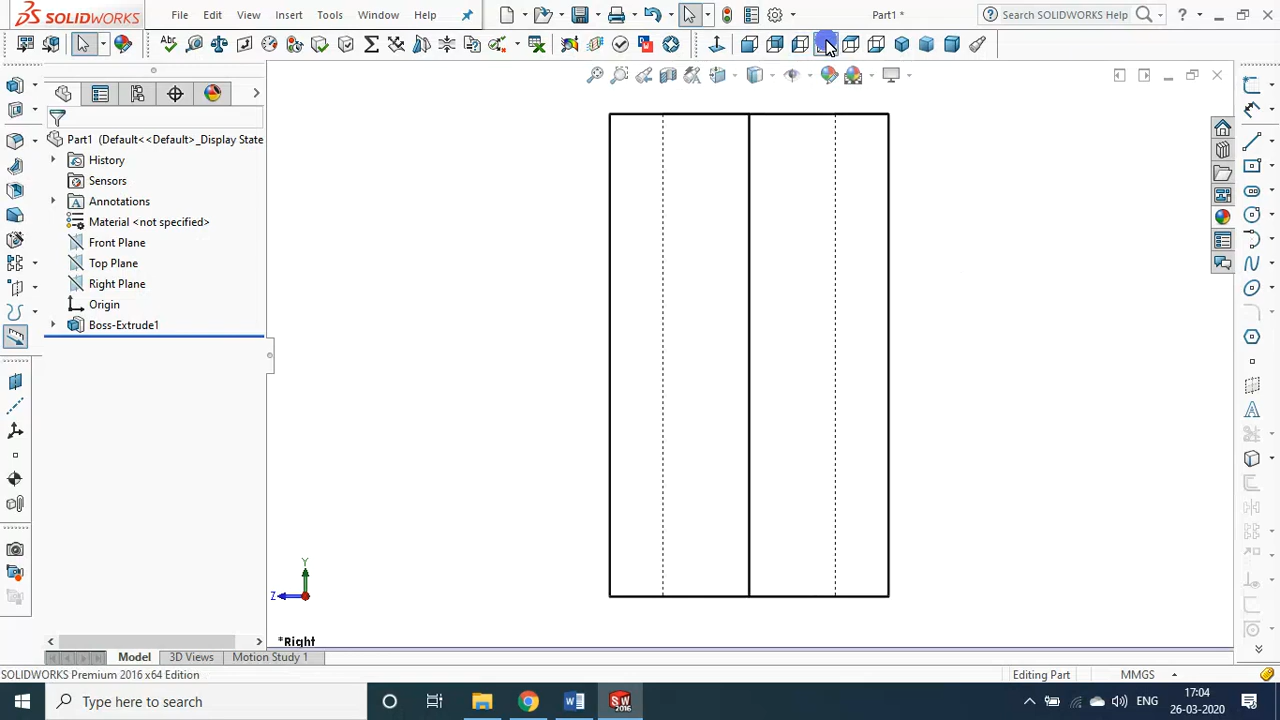 SOLIDWORKS
File Edit View Insert Tools Window Help
Part1 *
Search SOLIDWORKS Help
Part1 (Default<<Default>_Display State
History
Sensors
Annotations
Material <not specified>
Front Plane
Top Plane
Right Plane
Origin
Boss-Extrude1
Y
Z
*Right
Model 3D Views Motion Study 1
SOLIDWORKS Premium 2016 x64 Edition
Editing Part
MMGS
Type here to search
ENG
17:04
26-03-2020